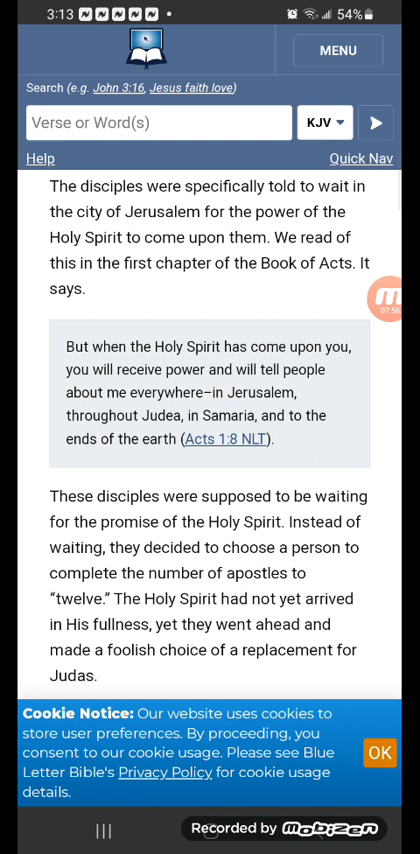 3:13
54%
MENU
Search (e.g. John 3:16, Jesus faith love)
Verse or Word(s)
KJV
Help
Quick Nav
The disciples were specifically told to wait in
the city of Jerusalem for the power of the
Holy Spirit to come upon them. We read of
this in the first chapter of the Book of Acts. It
says.
07:58
But when the Holy Spirit has come upon you,
you will receive power and will tell people
about me everywhere–in Jerusalem,
throughout Judea, in Samaria, and to the
ends of the earth (Acts 1:8 NLT).
These disciples were supposed to be waiting
for the promise of the Holy Spirit. Instead of
waiting, they decided to choose a person to
complete the number of apostles to
“twelve.” The Holy Spirit had not yet arrived
in His fullness, yet they went ahead and
made a foolish choice of a replacement for
Judas.
Cookie Notice: Our website uses cookies to
store user preferences. By proceeding, you
consent to our cookie usage. Please see Blue
Letter Bible's Privacy Policy for cookie usage
details.
OK
Recorded by mobizen